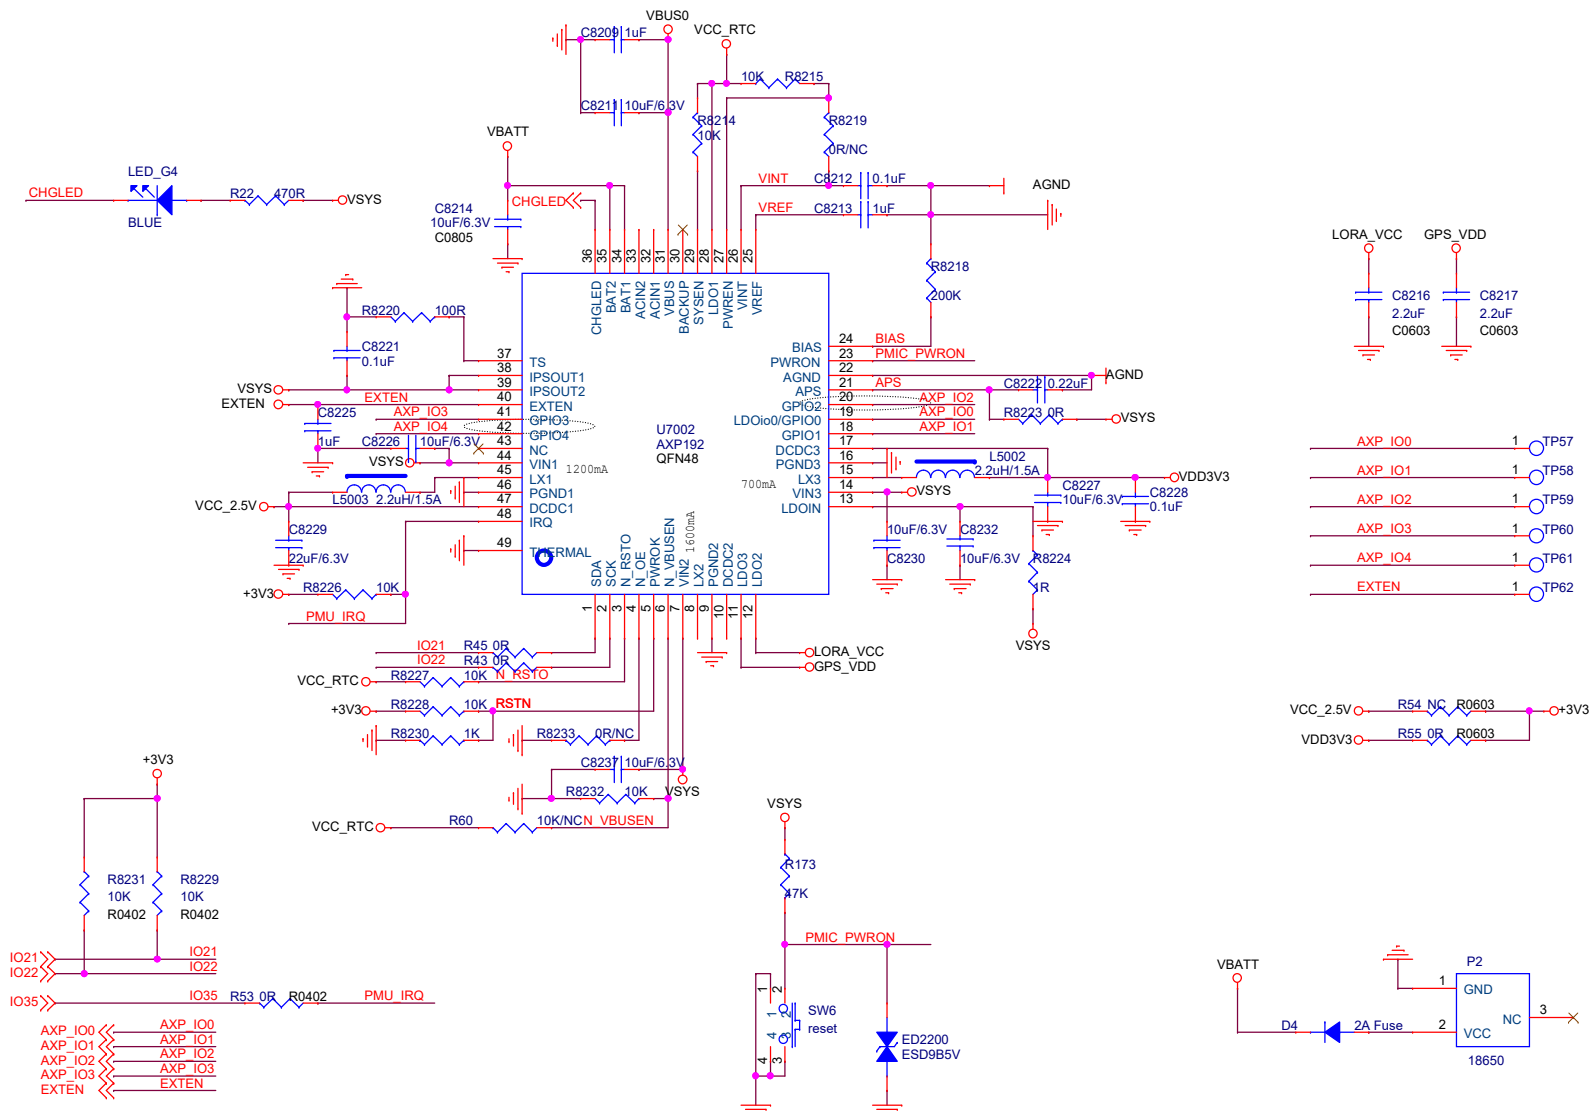 VBUS0
C8209 1uF
VCC_RTC
10K R8215
C8211 10uF/6.3V
R8214
10K
R8219
0R/NC
VBATT
LED_G4
CHGLED
R22 470R
VSYS
BLUE
CHGLED
C8214
10uF/6.3V
C0805
VINT
C8212 0.1uF
AGND
VREF
C8213 1uF
R8218
200K
LORA_VCC
GPS_VDD
C8216
2.2uF
C0603
C8217
2.2uF
C0603
36 35 34 33 32 31 30 29 28 27 26 25
CHGLED BAT2 BAT1 ACIN2 ACIN1 VBUS BACKUP SYSEN LDO1 PWREN VINT VREF
R8220 100R
C8221
0.1uF
VSYS
EXTEN
EXTEN
C8225
1uF
AXP_IO3
AXP_IO4
C8226 10uF/6.3V
VSYS
L5003 2.2uH/1.5A
VCC_2.5V
C8229
22uF/6.3V
R8226 10K
+3V3
PMU_IRQ
37 TS
38 IPSOUT1
39 IPSOUT2
40 EXTEN
41 GPIO3
42 GPIO4
43 NC
44 VIN1
45 LX1
46 PGND1
47 DCDC1
48 IRQ
49 THERMAL
1200mA
U7002
AXP192
QFN48
700mA
1600mA
BIAS 24 BIAS
PWRON 23 PMIC_PWRON
AGND 22 AGND
APS 21 APS
GPIO2 20 AXP_IO2
LDOio0/GPIO0 19 AXP_IO0
GPIO1 18 AXP_IO1
DCDC3 17
PGND3 16
LX3 15
VIN3 14
LDOIN 13
C8222 0.22uF
R8223 0R
VSYS
L5002
2.2uH/1.5A
VDD3V3
VSYS
C8227
10uF/6.3V
C8228
0.1uF
10uF/6.3V
C8230
C8232
10uF/6.3V
R8224
1R
VSYS
AXP_IO0 1 TP57
AXP_IO1 1 TP58
AXP_IO2 1 TP59
AXP_IO3 1 TP60
AXP_IO4 1 TP61
EXTEN 1 TP62
SDA SCK N_RSTO N_OE PWROK N_VBUSEN VIN2 LX2 PGND2 DCDC2 LDO3 LDO2
1 2 3 4 5 6 7 8 9 10 11 12
IO21 R45 0R
IO22 R43 0R
VCC_RTC R8227 10K N_RSTO
+3V3 R8228 10K RSTN
R8230 1K
R8233 0R/NC
C8237 10uF/6.3V
R8232 10K
VSYS
VCC_RTC R60 10K/NC N_VBUSEN
LORA_VCC
GPS_VDD
VCC_2.5V R54 NC R0603
+3V3
VDD3V3 R55 0R R0603
+3V3
R8231
10K
R0402
R8229
10K
R0402
IO21 IO21
IO22 IO22
IO35 IO35 R53 0R R0402 PMU_IRQ
AXP_IO0 AXP_IO0
AXP_IO1 AXP_IO1
AXP_IO2 AXP_IO2
AXP_IO3 AXP_IO3
EXTEN EXTEN
VSYS
R173
47K
PMIC_PWRON
1 2
1 2
4 3
4 3
SW6
reset
ED2200
ESD9B5V
VBATT
D4 2A Fuse
P2
1 GND
NC 3
2 VCC
18650